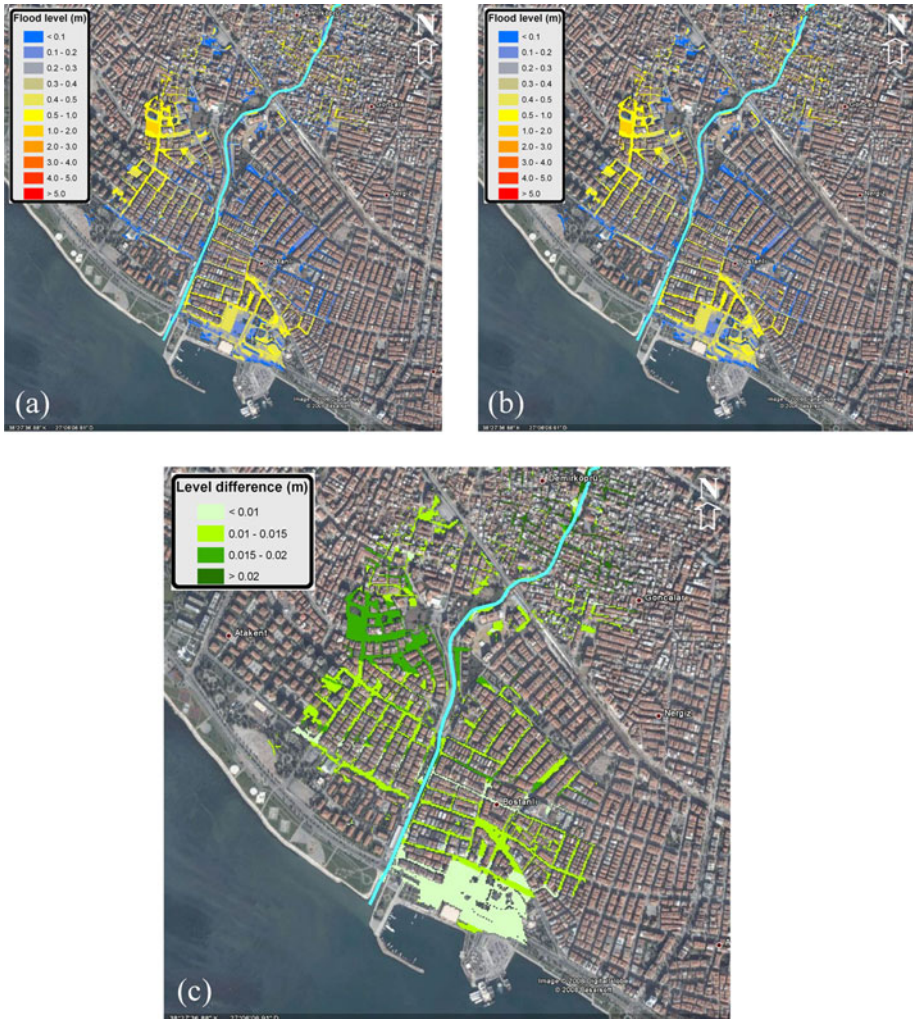 Flood level (m)
< 0.1
0.1 - 0.2
0.2 - 0.3
0.3 - 0.4
0.4 - 0.5
0.5 - 1.0
1.0 - 2.0
2.0 - 3.0
3.0 - 4.0
4.0 - 5.0
> 5.0
N
Bostanlı
(a)
Flood level (m)
< 0.1
0.1 - 0.2
0.2 - 0.3
0.3 - 0.4
0.4 - 0.5
0.5 - 1.0
1.0 - 2.0
2.0 - 3.0
3.0 - 4.0
4.0 - 5.0
> 5.0
N
Bostanlı
(b)
Level difference (m)
< 0.01
0.01 - 0.015
0.015 - 0.02
> 0.02
N
Demirköprü
Goncalar
Atakent
Nergiz
Bostanlı
(c)